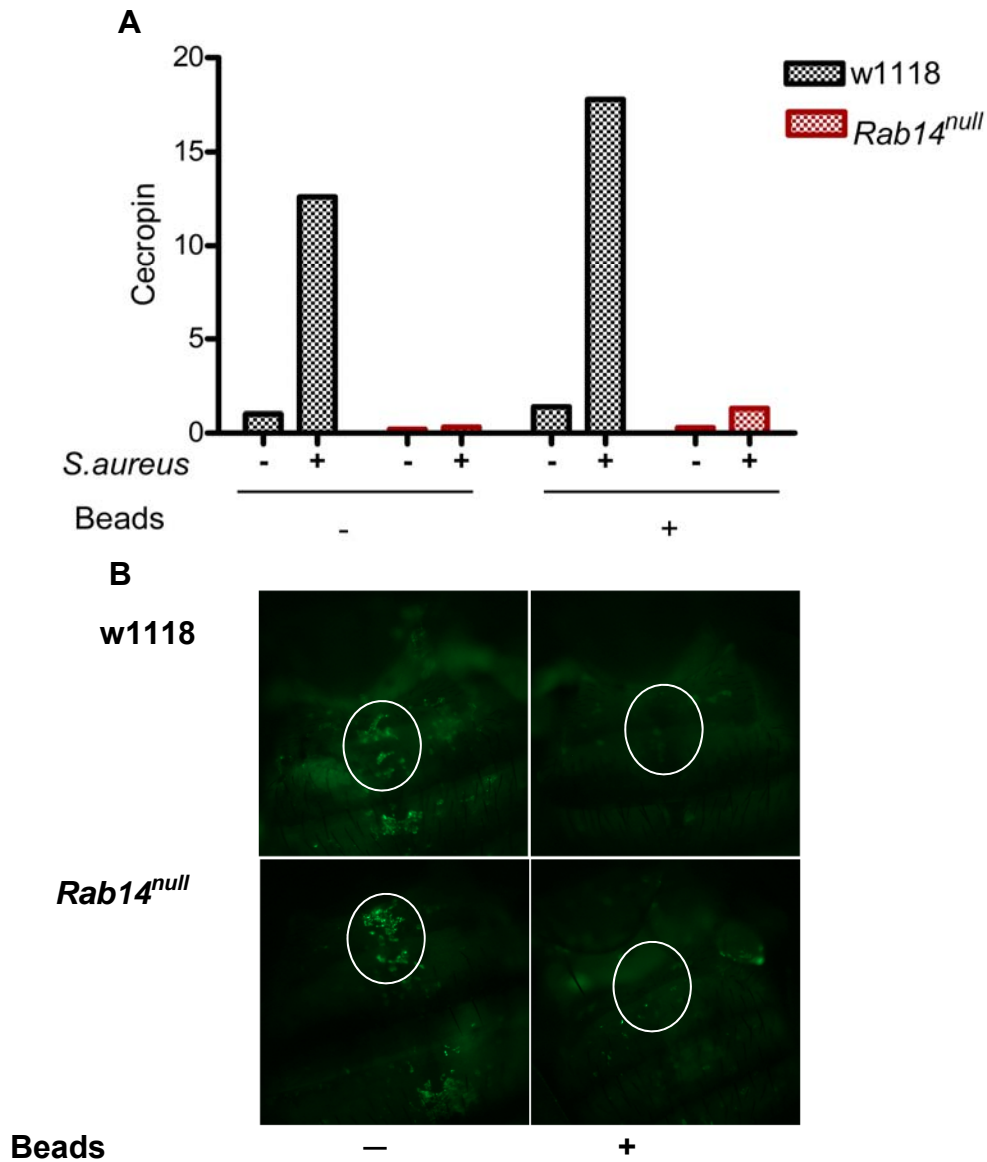 A
20
15
10
5
0
Cecropin
w1118
Rab14null
S.aureus - + - + - + - +
Beads - +
B
w1118
Rab14null
Beads – +